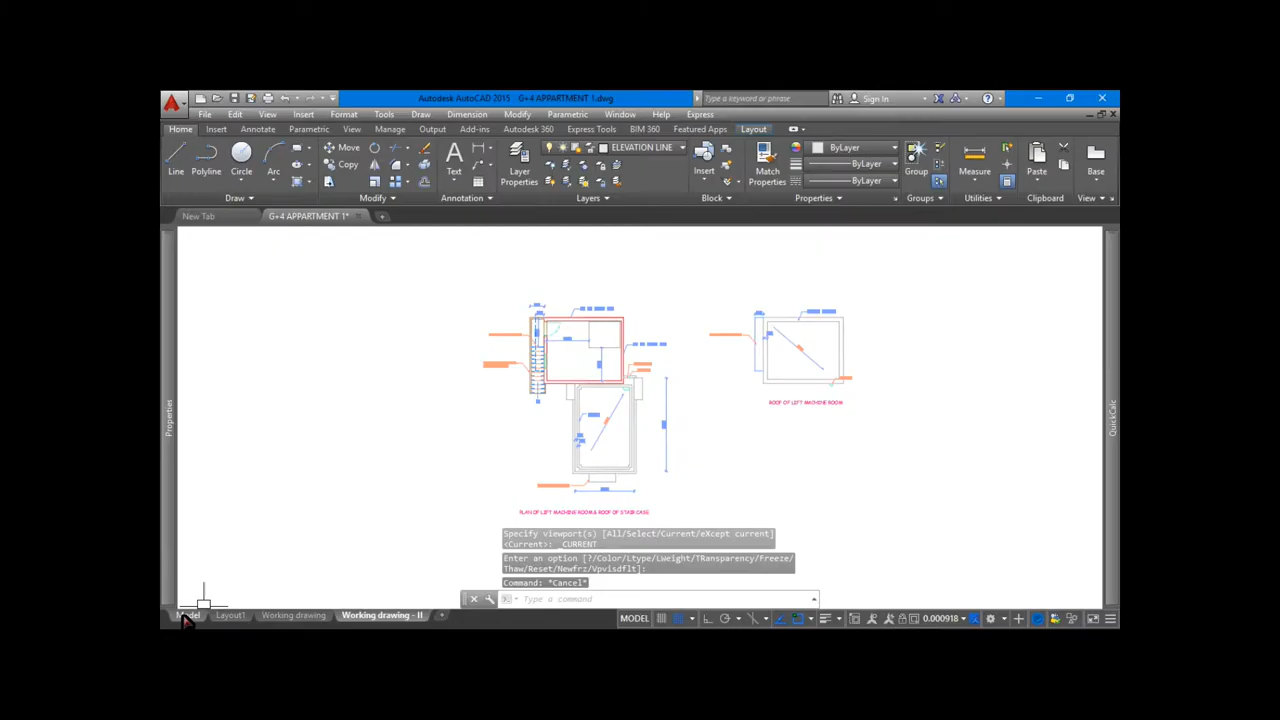 Autodesk AutoCAD 2015 G+4 APPARTMENT 1.dwg
Type a keyword or phrase
Sign In
File Edit View Insert Format Tools Draw Dimension Modify Parametric Window Help Express
Home Insert Annotate Parametric View Manage Output Add-ins Autodesk 360 Express Tools BIM 360 Featured Apps Layout
Move
Copy
ELEVATION LINE
ByLayer
ByLayer
ByLayer
Line Polyline Circle Arc
Text
Layer
Properties
Insert
Match
Properties
Group
Measure
Paste
Base
Draw Modify Annotation Layers Block Properties Groups Utilities Clipboard View
New Tab
G+4 APPARTMENT 1*
Properties
QuickCalc
ROOF OF LIFT MACHINE ROOM
PLAN OF LIFT MACHINE ROOM & ROOF OF STAIR CASE
Specify viewport(s) [All/Select/Current/eXcept current]
<Current>: _CURRENT
Enter an option [?/Color/Ltype/LWeight/TRansparency/Freeze/
Thaw/Reset/Newfrz/Vpvisdflt]:
Command: *Cancel*
Type a command
Model Layout1 Working drawing Working drawing - II
MODEL
0.000918